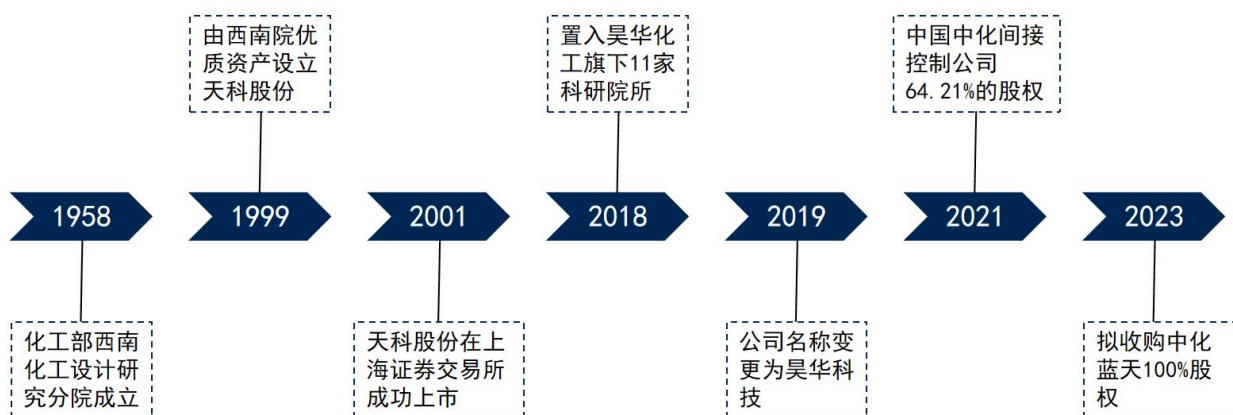 由西南院优
质资产设立
天科股份
置入昊华化
工旗下11家
科研院所
中国中化间接
控制公司
64.21%的股权
1958
1999
2001
2018
2019
2021
2023
化工部西南
化工设计研
究分院成立
天科股份在上
海证券交易所
成功上市
公司名称变
更为昊华科
技
拟收购中化
蓝天100%股
权